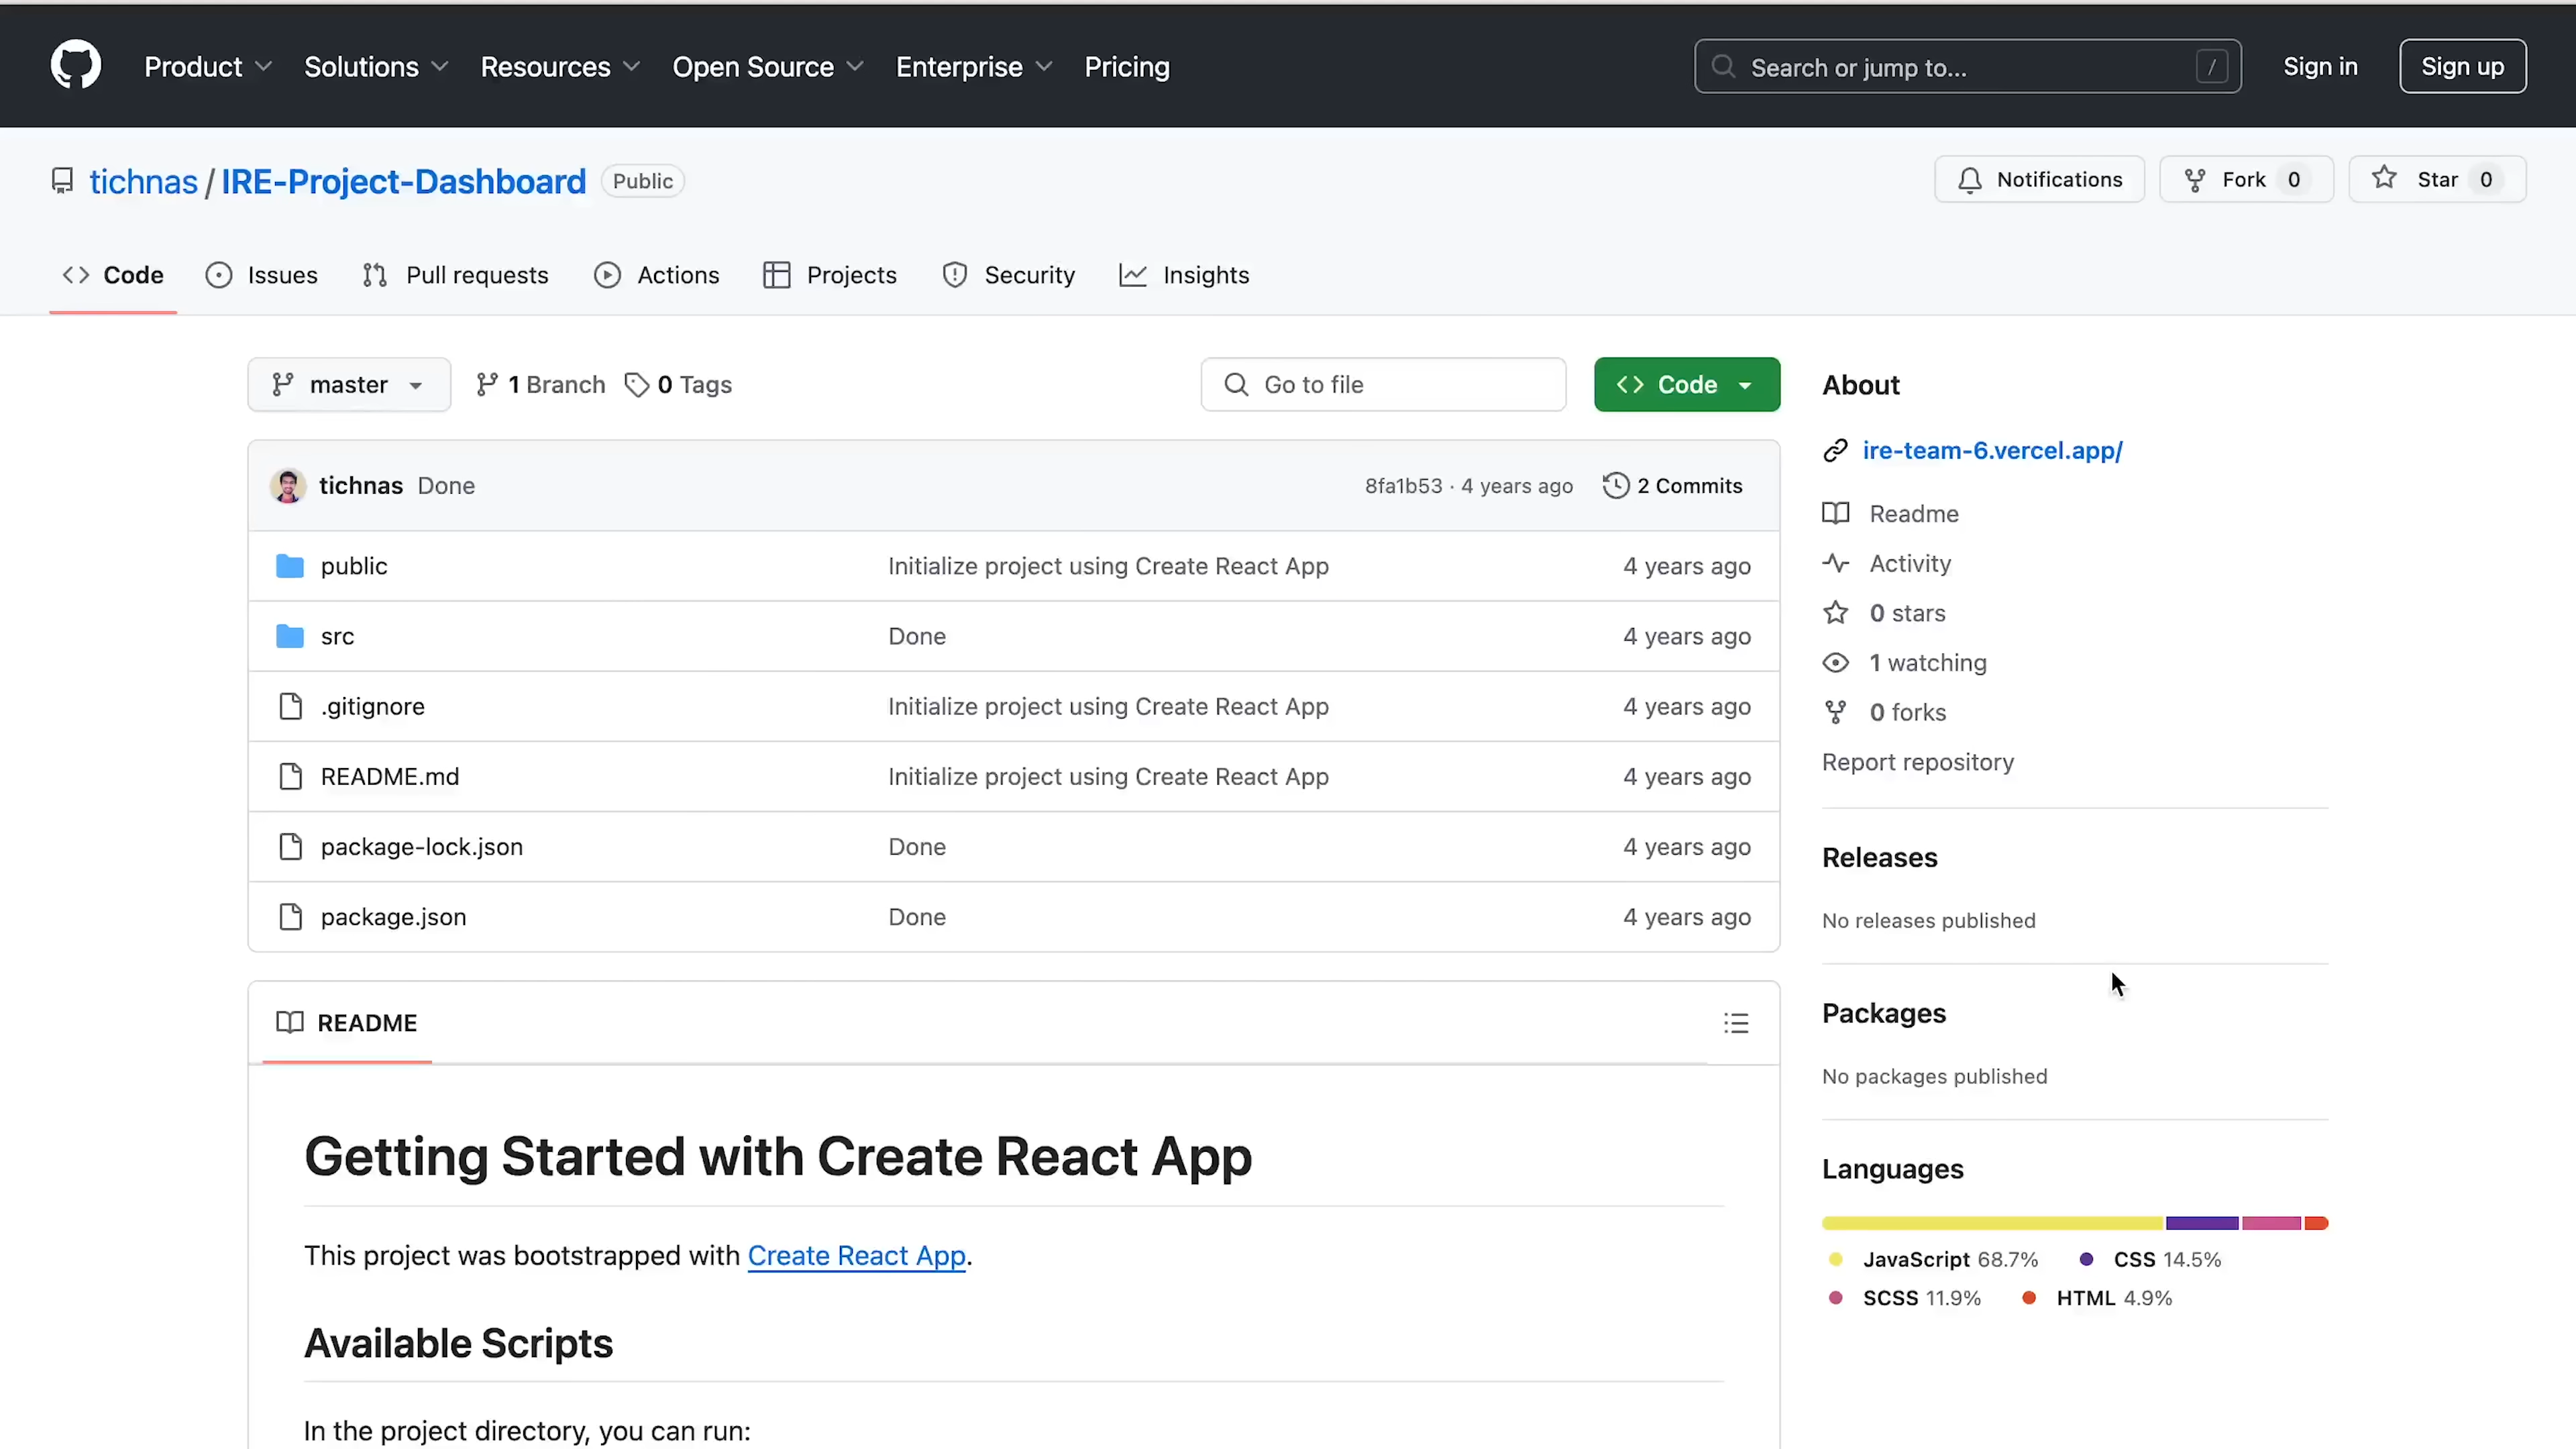 Product Solutions Resources Open Source Enterprise Pricing Search or jump to... / Sign in Sign up
tichnas / IRE-Project-Dashboard Public Notifications Fork 0 Star 0
Code Issues Pull requests Actions Projects Security Insights
master 1 Branch 0 Tags Go to file Code
tichnas Done 8fa1b53 · 4 years ago 2 Commits
public Initialize project using Create React App 4 years ago
src Done 4 years ago
.gitignore Initialize project using Create React App 4 years ago
README.md Initialize project using Create React App 4 years ago
package-lock.json Done 4 years ago
package.json Done 4 years ago
README
Getting Started with Create React App
This project was bootstrapped with Create React App.
Available Scripts
In the project directory, you can run:
About
ire-team-6.vercel.app/
Readme
Activity
0 stars
1 watching
0 forks
Report repository
Releases
No releases published
Packages
No packages published
Languages
JavaScript 68.7% CSS 14.5%
SCSS 11.9% HTML 4.9%